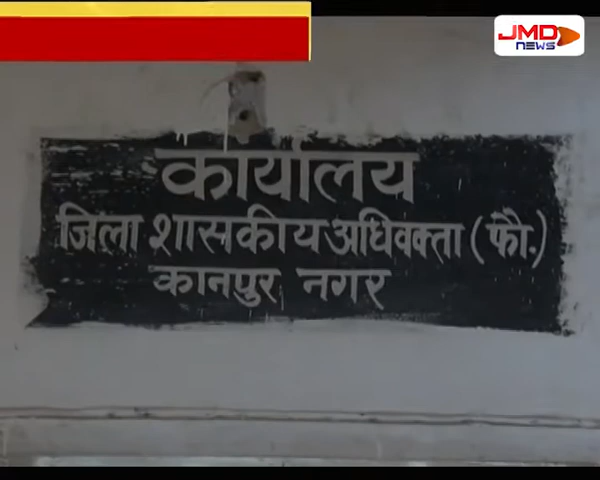 JMD
NEWS
कार्यालय
जिला शासकीय अधिवक्ता (फौ.)
कानपुर नगर